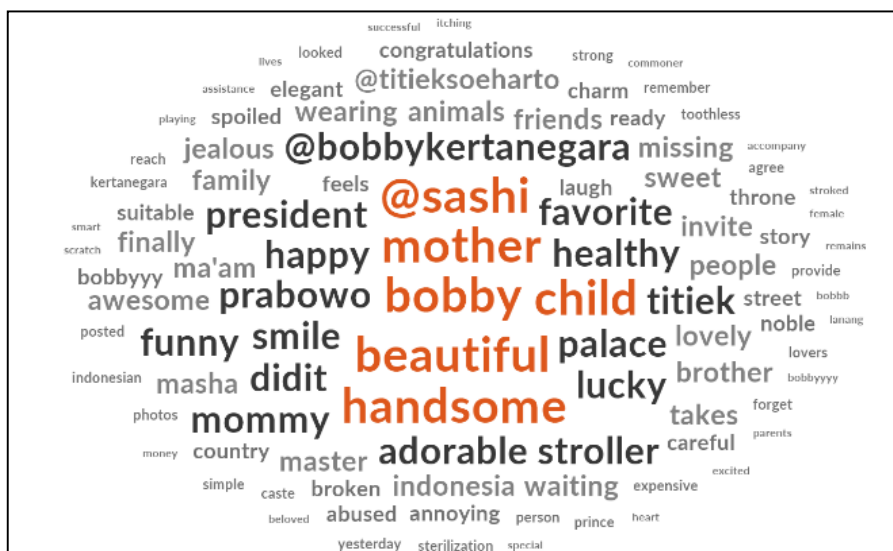 successful itching
lives looked congratulations strong commoner
assistance elegant @titieksoeharto charm remember
playing spoiled wearing animals friends ready toothless
reach jealous @bobbykertanegara missing accompany
kertanegara family feels @sashi laugh sweet agree
smart suitable president favorite throne stroked
scratch finally happy mother healthy invite story female
bobbyyy ma'am people provide remains
awesome prabowo bobby child titiek street bobbb
posted funny smile palace lovely noble lanang
indonesian masha didit beautiful lucky brother lovers
photos mommy handsome takes forget bobbyyyy
money country master adorable stroller careful parents
simple caste broken indonesia waiting expensive excited
beloved abused annoying person prince heart
yesterday sterilization special